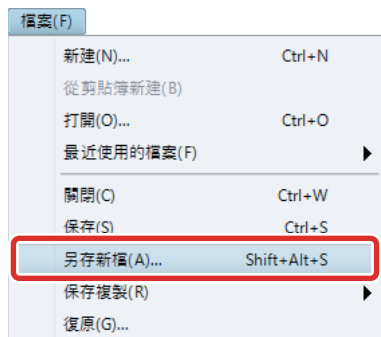 檔案(F)
新建(N)... Ctrl+N
從剪貼簿新建(B)
打開(O)... Ctrl+O
最近使用的檔案(F)
關閉(C) Ctrl+W
保存(S) Ctrl+S
另存新檔(A)... Shift+Alt+S
保存複製(R)
復原(G)...